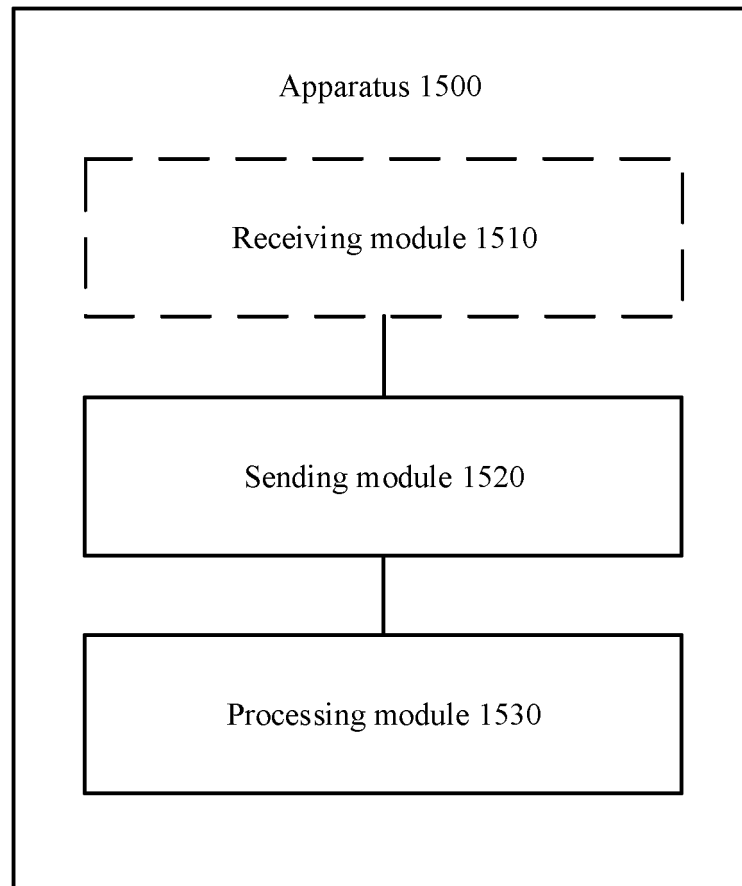 Apparatus 1500
Receiving module 1510
Sending module 1520
Processing module 1530